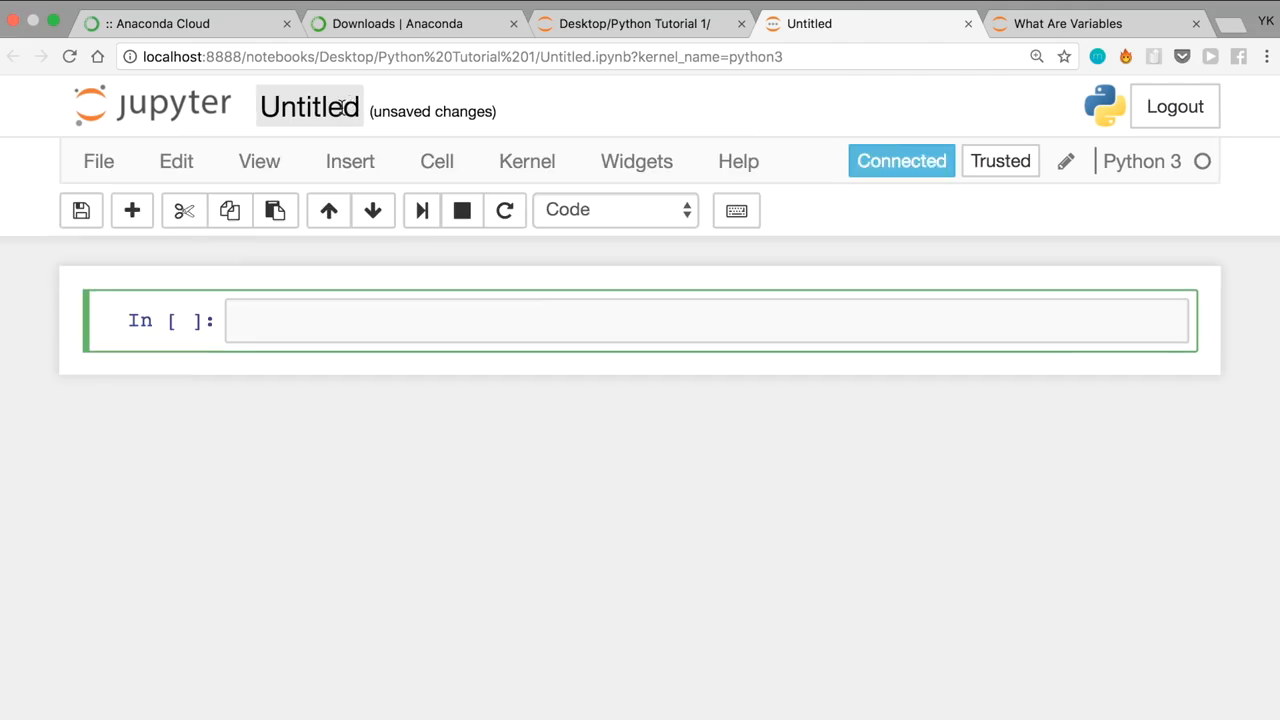 :: Anaconda Cloud
Downloads | Anaconda
Desktop/Python Tutorial 1/
Untitled
What Are Variables
YK
localhost:8888/notebooks/Desktop/Python%20Tutorial%201/Untitled.ipynb?kernel_name=python3
jupyter Untitled (unsaved changes)
Logout
File Edit View Insert Cell Kernel Widgets Help Connected Trusted Python 3
Code
In [ ]: